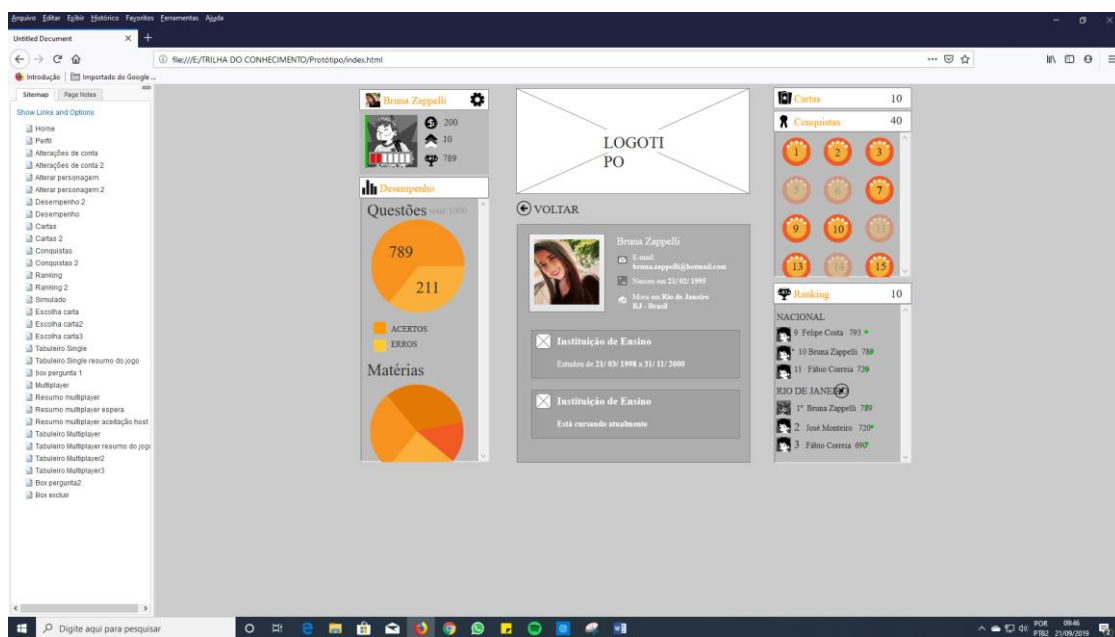 Arquivo Editar Exibir Histórico Favoritos Ferramentas Ajuda
Untitled Document
file:///E:/TRILHA DO CONHECIMENTO/Protótipo/index.html
Introdução
Importado do Google ...
Sitemap
Page Notes
Show Links and Options
Home
Perfil
Alterações de conta
Alterações de conta 2
Alterar personagem
Alterar personagem 2
Desempenho 2
Desempenho
Cartas
Cartas 2
Conquistas
Conquistas 2
Ranking
Ranking 2
Simulado
Escolha carta
Escolha carta2
Escolha carta3
Tabuleiro Single
Tabuleiro Single resumo do jogo
box pergunta 1
Multiplayer
Resumo multiplayer
Resumo multiplayer espera
Resumo multiplayer aceitação host
Tabuleiro Multiplayer
Tabuleiro Multiplayer resumo do jogo
Tabuleiro Multiplayer2
Tabuleiro Multiplayer3
Box pergunta2
Box excluir
Bruna Zappelli
200
10
789
Desempenho
Questões total: 1000
789
211
ACERTOS
ERROS
Matérias
LOGOTI
PO
VOLTAR
Bruna Zappelli
E-mail:
bruna.zappelli@hotmail.com
Nasceu em 21/ 02/ 1995
Mora em Rio de Janeiro
RJ - Brasil
Instituição de Ensino
Estudou de 21/ 03/ 1998 a 31/ 11/ 2000
Instituição de Ensino
Está cursando atualmente
Cartas 10
Conquistas 40
1 2 3
5 6 7
9 10 11
13 14 15
Ranking 10
NACIONAL
9 Felipe Costa 793
º 10 Bruna Zappelli 789
11 Fábio Correia 729
RIO DE JANEIRO
1º Bruna Zappelli 789
2 José Monteiro 720
3 Fábio Correia 690
Digite aqui para pesquisar
POR 09:46
PTB2 21/09/2019